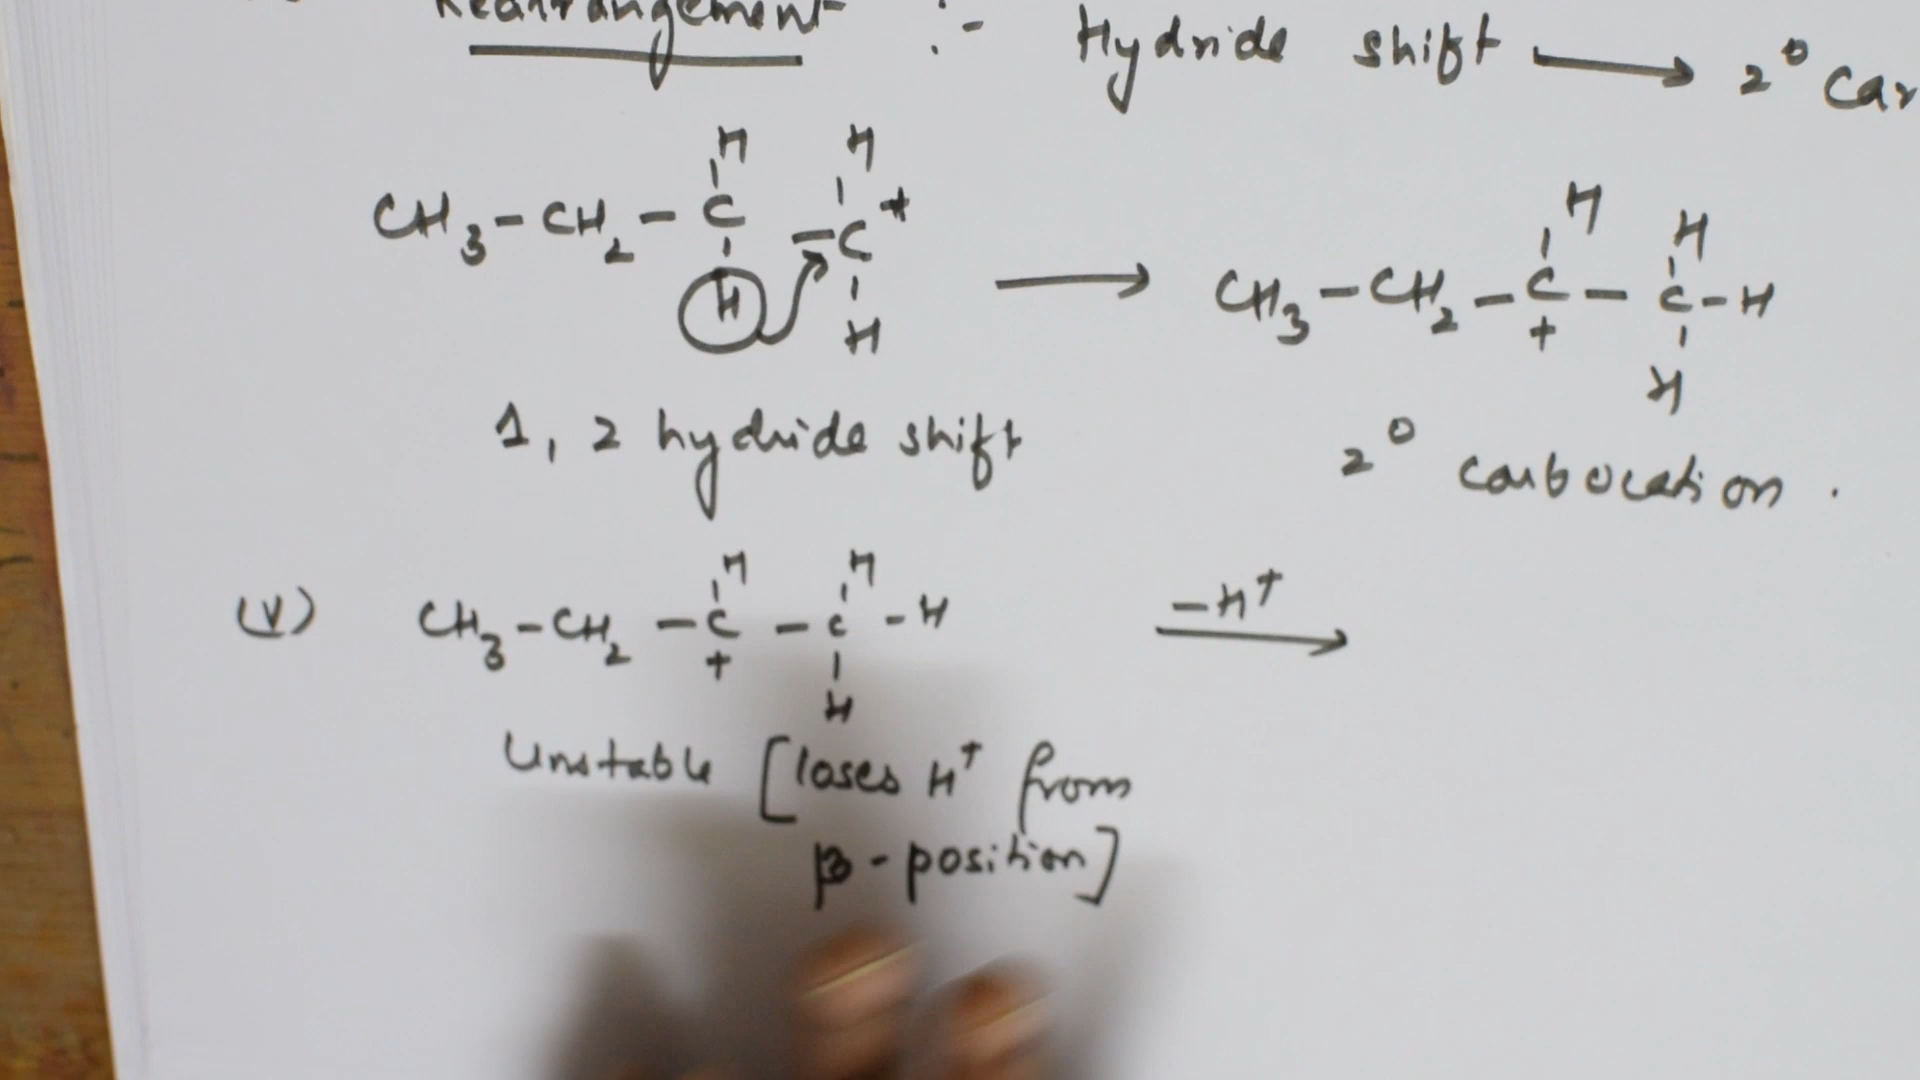 Rearrangement :- Hydride shift → 2° Car
H H
CH₃-CH₂-C -C⁺ → CH₃-CH₂-C-C-H
H H + H
H H
1, 2 hydride shift 2° carbocation.
H H
(V) CH₃-CH₂-C-C-H -H⁺→
+ H
Unstable [loses H⁺ from
β-position]